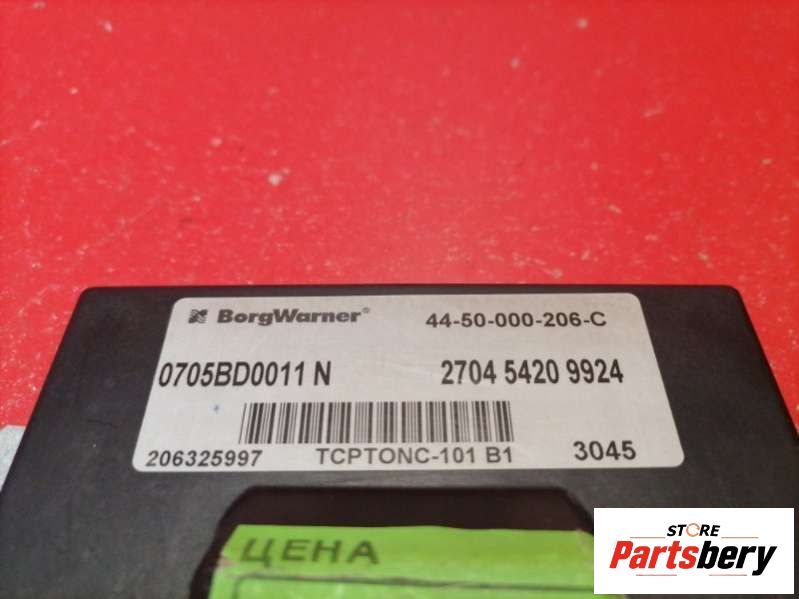 BorgWarner® 44-50-000-206-C
0705BD0011 N 2704 5420 9924
206325997 TCPTONC-101 B1 3045
ЦЕНА
STORE
Partsbery